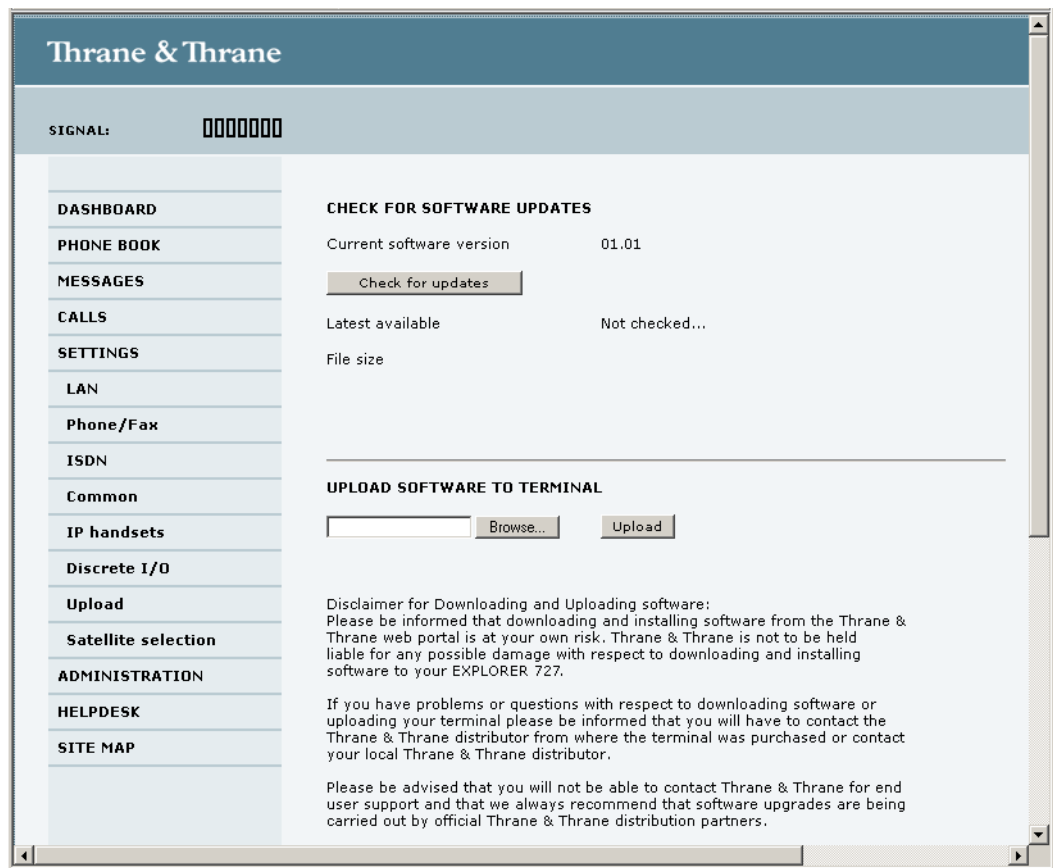 Thrane & Thrane
SIGNAL:
DASHBOARD
PHONE BOOK
MESSAGES
CALLS
SETTINGS
LAN
Phone/Fax
ISDN
Common
IP handsets
Discrete I/O
Upload
Satellite selection
ADMINISTRATION
HELPDESK
SITE MAP
CHECK FOR SOFTWARE UPDATES
Current software version 01.01
Check for updates
Latest available Not checked...
File size
UPLOAD SOFTWARE TO TERMINAL
Browse... Upload
Disclaimer for Downloading and Uploading software:
Please be informed that downloading and installing software from the Thrane &
Thrane web portal is at your own risk. Thrane & Thrane is not to be held
liable for any possible damage with respect to downloading and installing
software to your EXPLORER 727.
If you have problems or questions with respect to downloading software or
uploading your terminal please be informed that you will have to contact the
Thrane & Thrane distributor from where the terminal was purchased or contact
your local Thrane & Thrane distributor.
Please be advised that you will not be able to contact Thrane & Thrane for end
user support and that we always recommend that software upgrades are being
carried out by official Thrane & Thrane distribution partners.